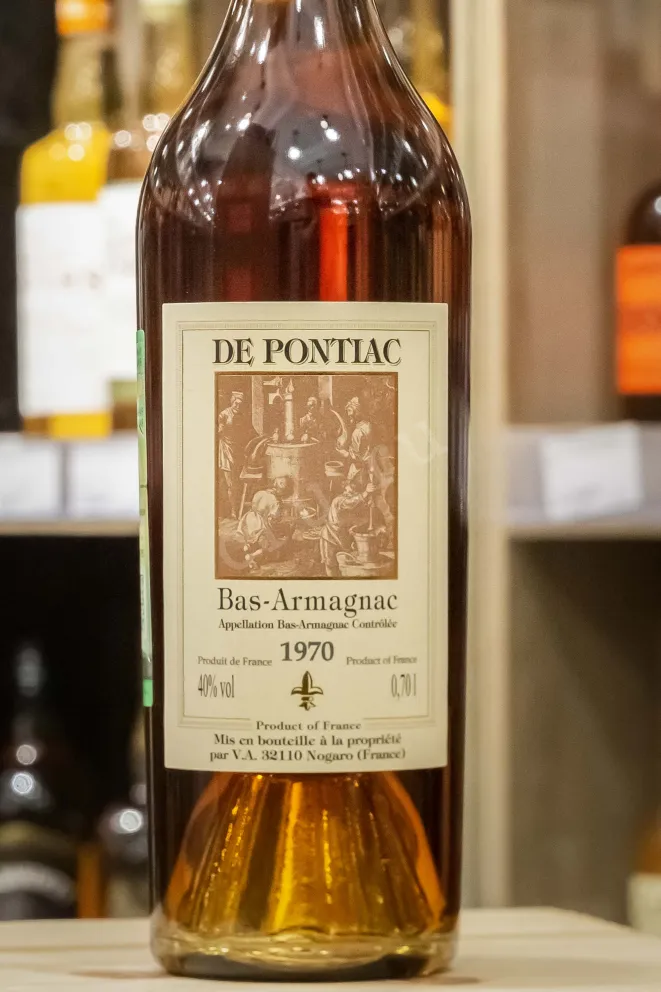 DE PONTIAC
Bas-Armagnac
Appellation Bas-Armagnac Contrôlée
Produit de France 1970 Product of France
40% vol 0,70 l
Product of France
Mis en bouteille à la propriété
par V.A. 32110 Nogaro (France)